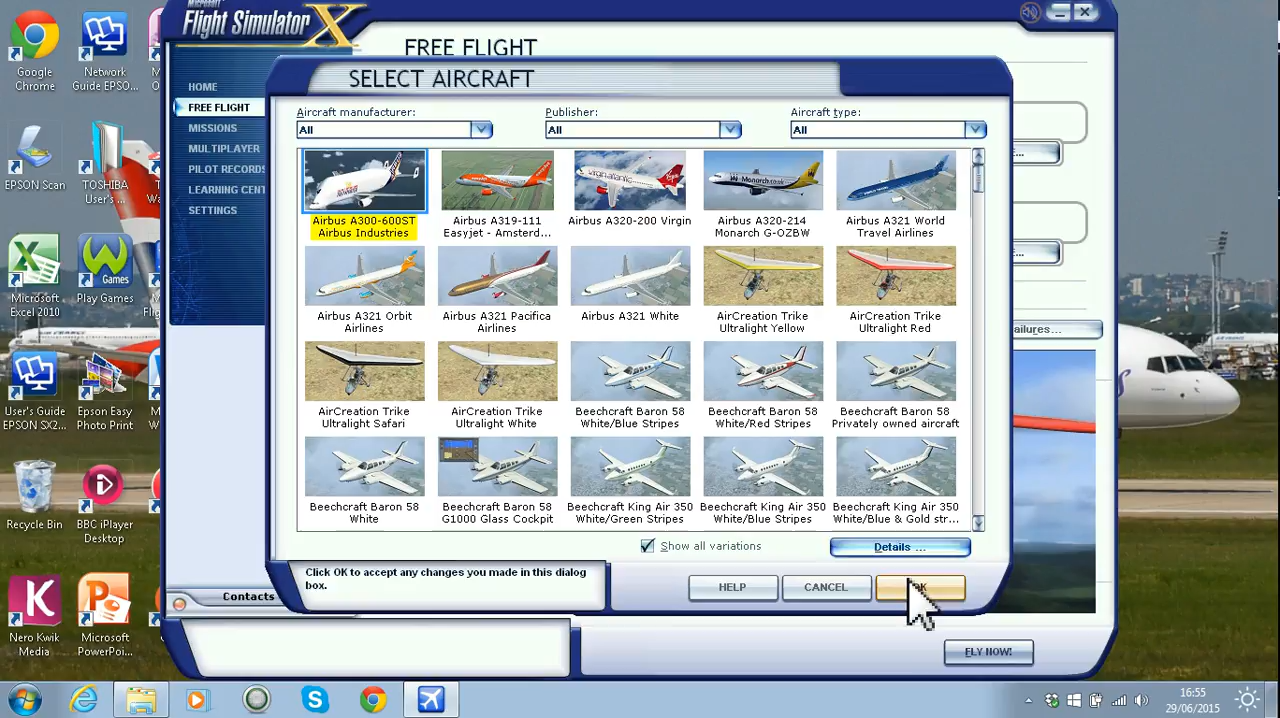 Microsoft
Flight Simulator X
FREE FLIGHT
SELECT AIRCRAFT
Aircraft manufacturer:
Publisher:
Aircraft type:
All
All
All
HOME
FREE FLIGHT
MISSIONS
MULTIPLAYER
PILOT RECORDS
LEARNING CENT
SETTINGS
Airbus A300-600ST
Airbus Industries
Airbus A319-111
Easyjet - Amsterd...
Airbus A320-200 Virgin
Airbus A320-214
Monarch G-OZBW
Airbus A321 World
Travel Airlines
Airbus A321 Orbit
Airlines
Airbus A321 Pacifica
Airlines
Airbus A321 White
AirCreation Trike
Ultralight Yellow
AirCreation Trike
Ultralight Red
AirCreation Trike
Ultralight Safari
AirCreation Trike
Ultralight White
Beechcraft Baron 58
White/Blue Stripes
Beechcraft Baron 58
White/Red Stripes
Beechcraft Baron 58
Privately owned aircraft
Beechcraft Baron 58
White
Beechcraft Baron 58
G1000 Glass Cockpit
Beechcraft King Air 350
White/Green Stripes
Beechcraft King Air 350
White/Blue Stripes
Beechcraft King Air 350
White/Blue & Gold str...
Show all variations
Details ...
Click OK to accept any changes you made in this dialog
box.
HELP
CANCEL
ailures...
Contacts
FLY NOW!
Google
Chrome
Network
Guide EPSO...
EPSON Scan
TOSHIBA
User's ...
Microsoft
Excel 2010
Play Games
User's Guide
EPSON SX2...
Epson Easy
Photo Print
Recycle Bin
BBC iPlayer
Desktop
Nero Kwik
Media
Microsoft
PowerPoi...
virgin atlantic
Monarch.co.uk
16:55
29/06/2015